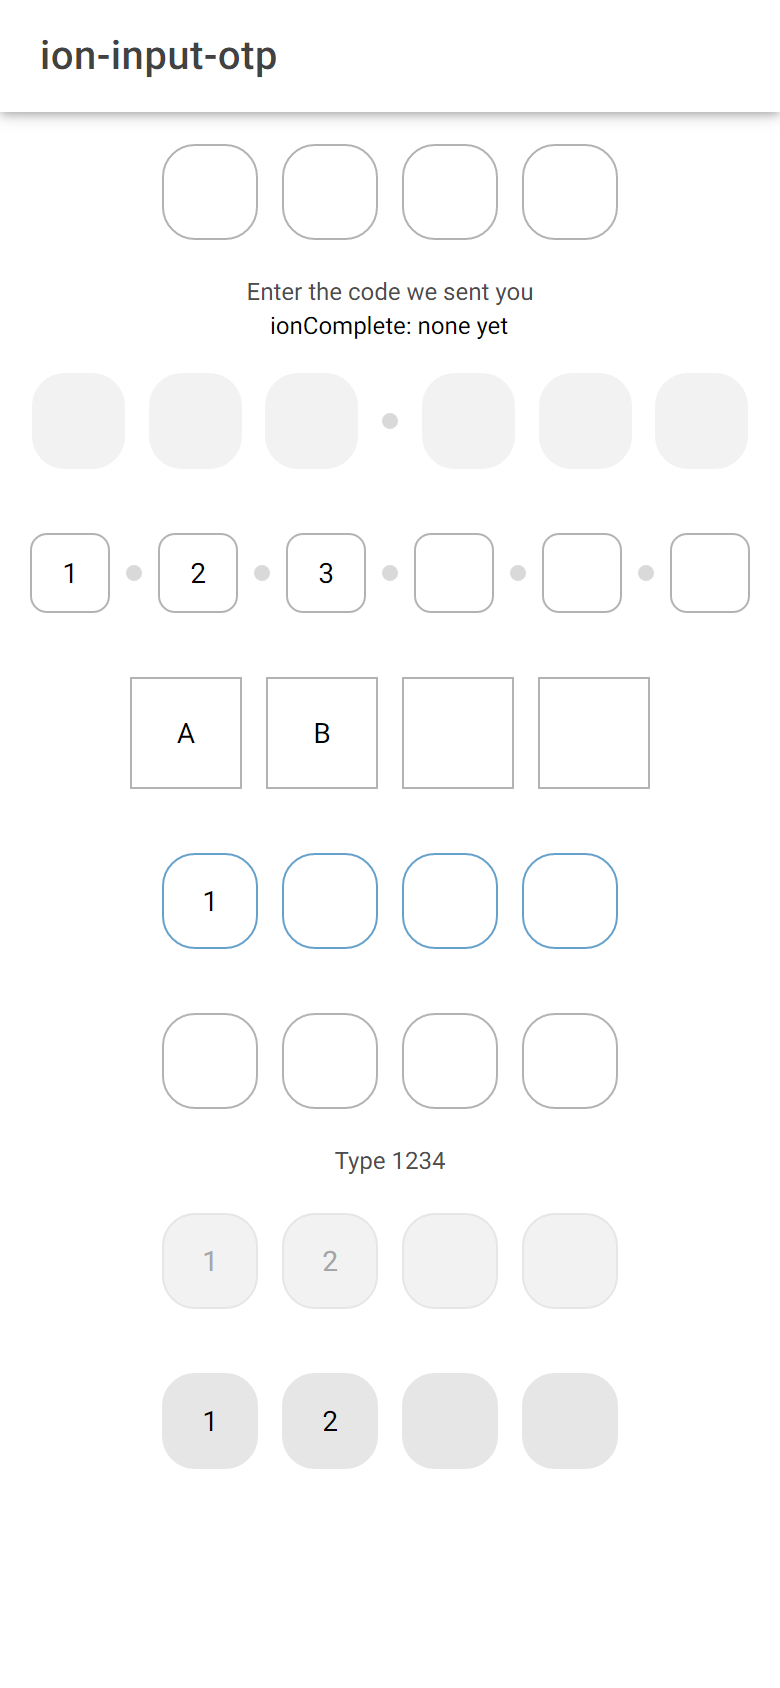 ion-input-otp
Enter the code we sent you
ionComplete: none yet
1 2 3
A B
1
Type 1234
1 2
1 2